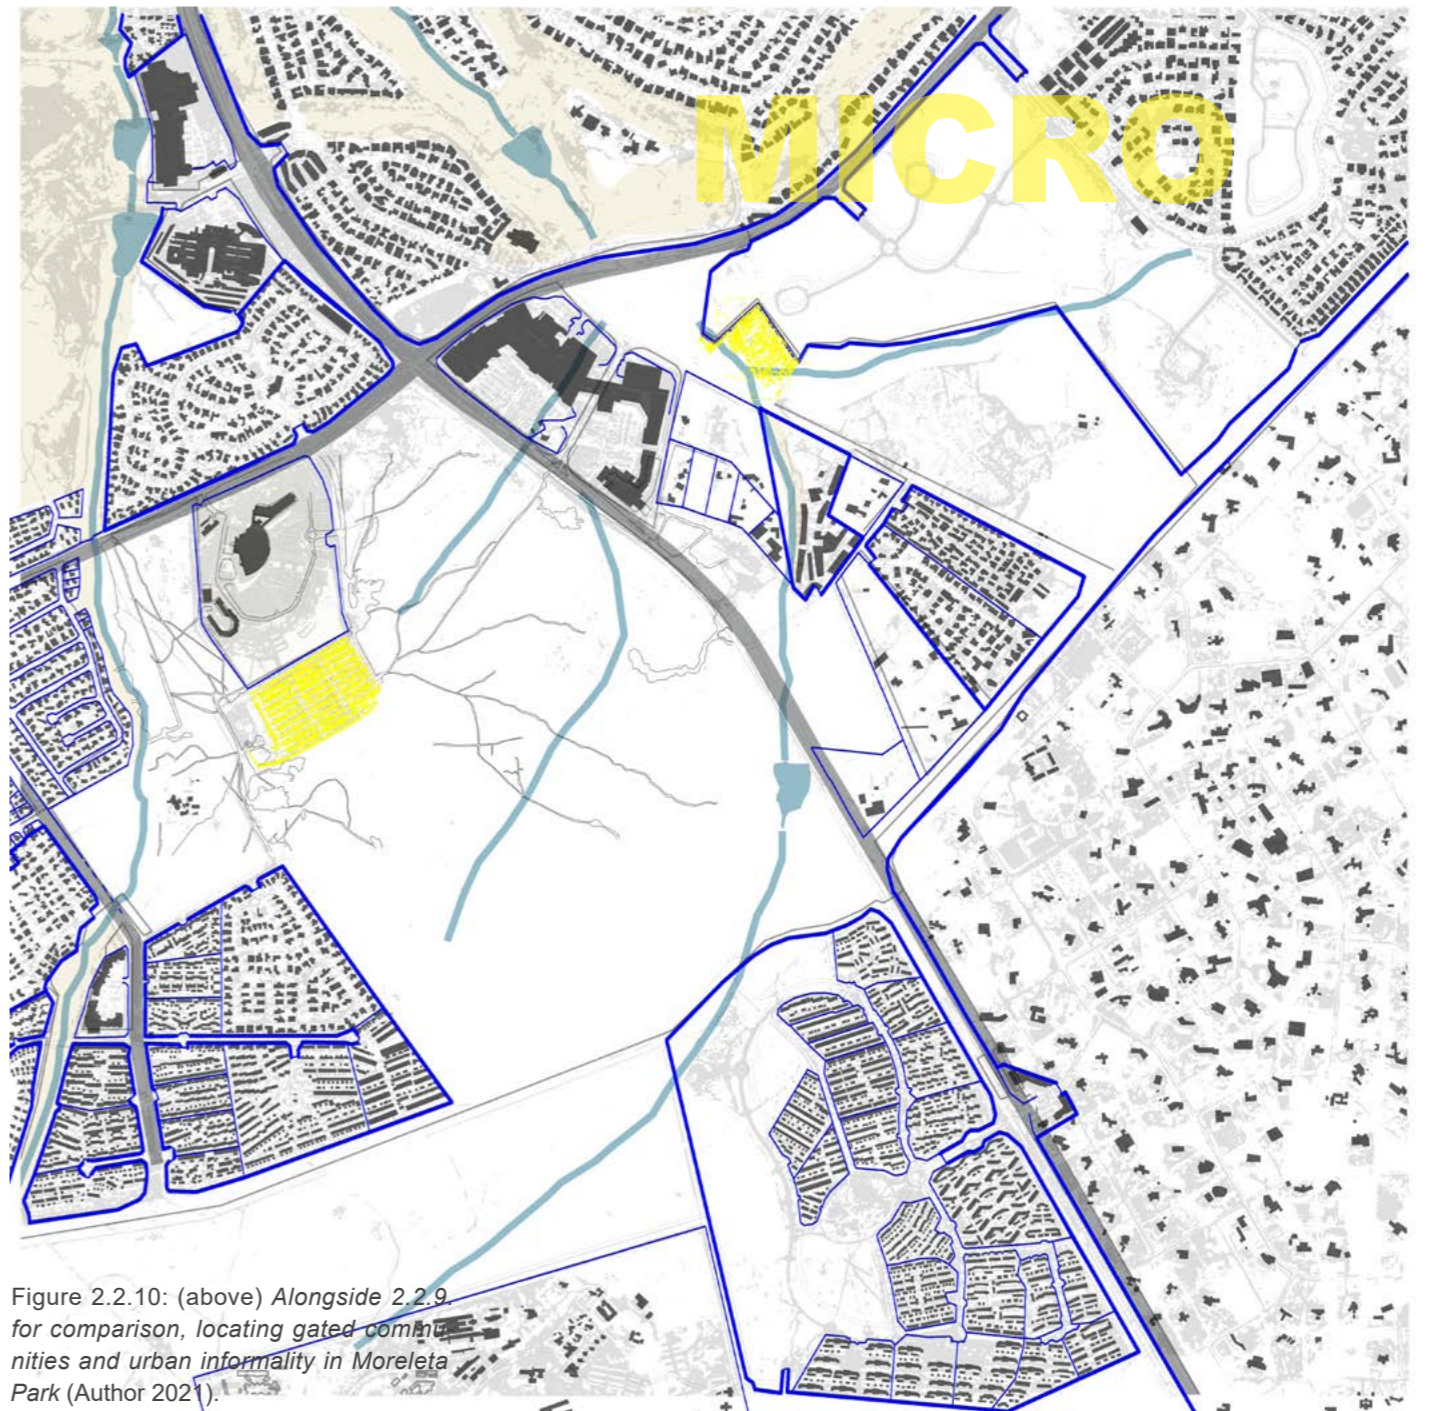 MICRO
Figure 2.2.10: (above) Alongside 2.2.9.
for comparison, locating gated commu-
nities and urban informality in Moreleta
Park (Author 2021).